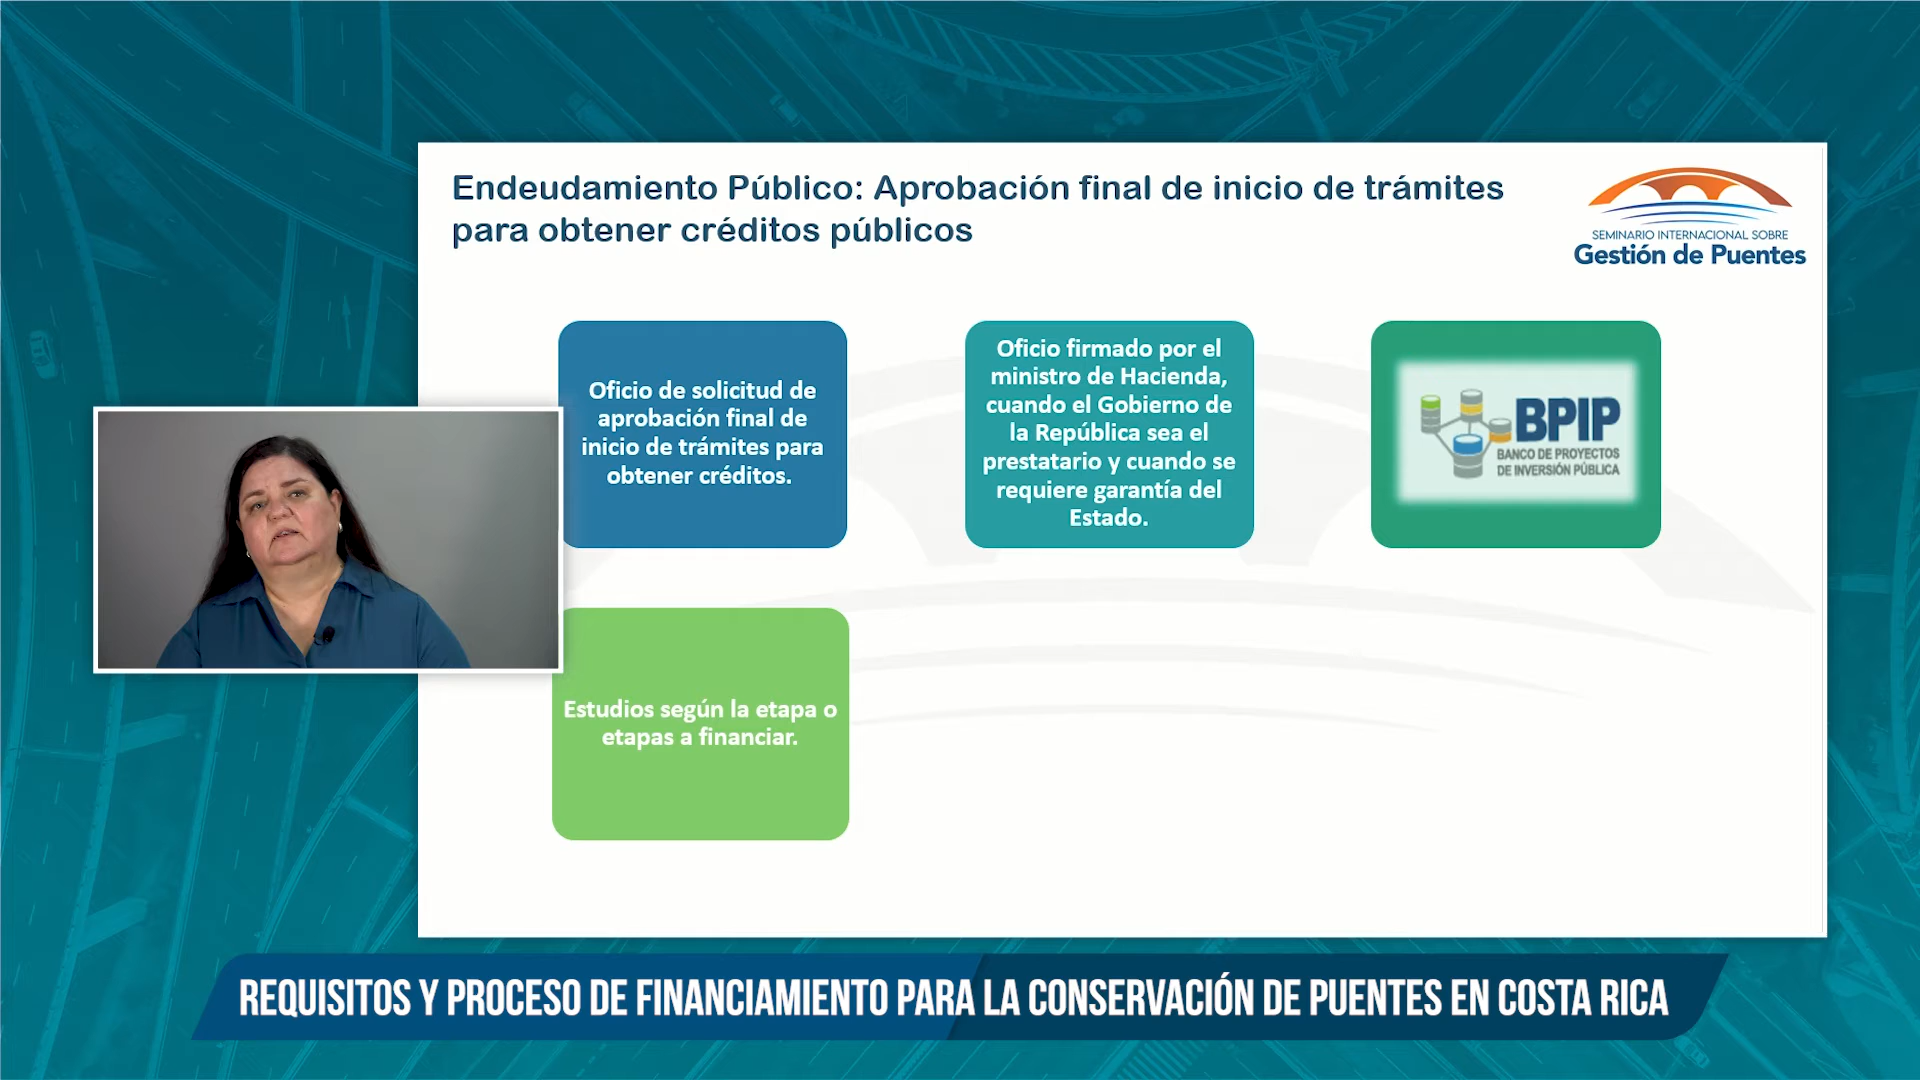 Endeudamiento Público: Aprobación final de inicio de trámites
para obtener créditos públicos
SEMINARIO INTERNACIONAL SOBRE
Gestión de Puentes
Oficio de solicitud de
aprobación final de
inicio de trámites para
obtener créditos.
Oficio firmado por el
ministro de Hacienda,
cuando el Gobierno de
la República sea el
prestatario y cuando se
requiere garantía del
Estado.
BPIP
BANCO DE PROYECTOS
DE INVERSIÓN PÚBLICA
Estudios según la etapa o
etapas a financiar.
REQUISITOS Y PROCESO DE FINANCIAMIENTO PARA LA CONSERVACIÓN DE PUENTES EN COSTA RICA